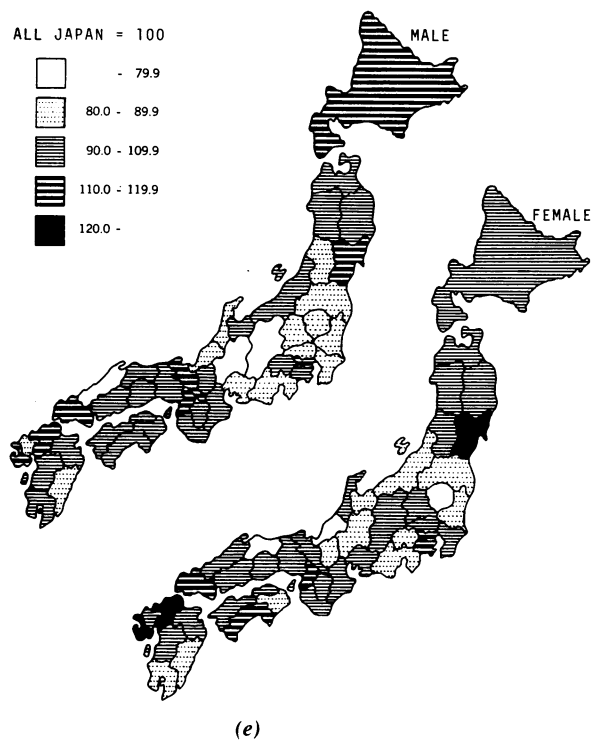 ALL JAPAN = 100
MALE
- 79.9
80.0 - 89.9
90.0 - 109.9
110.0 - 119.9
120.0 -
FEMALE
(e)